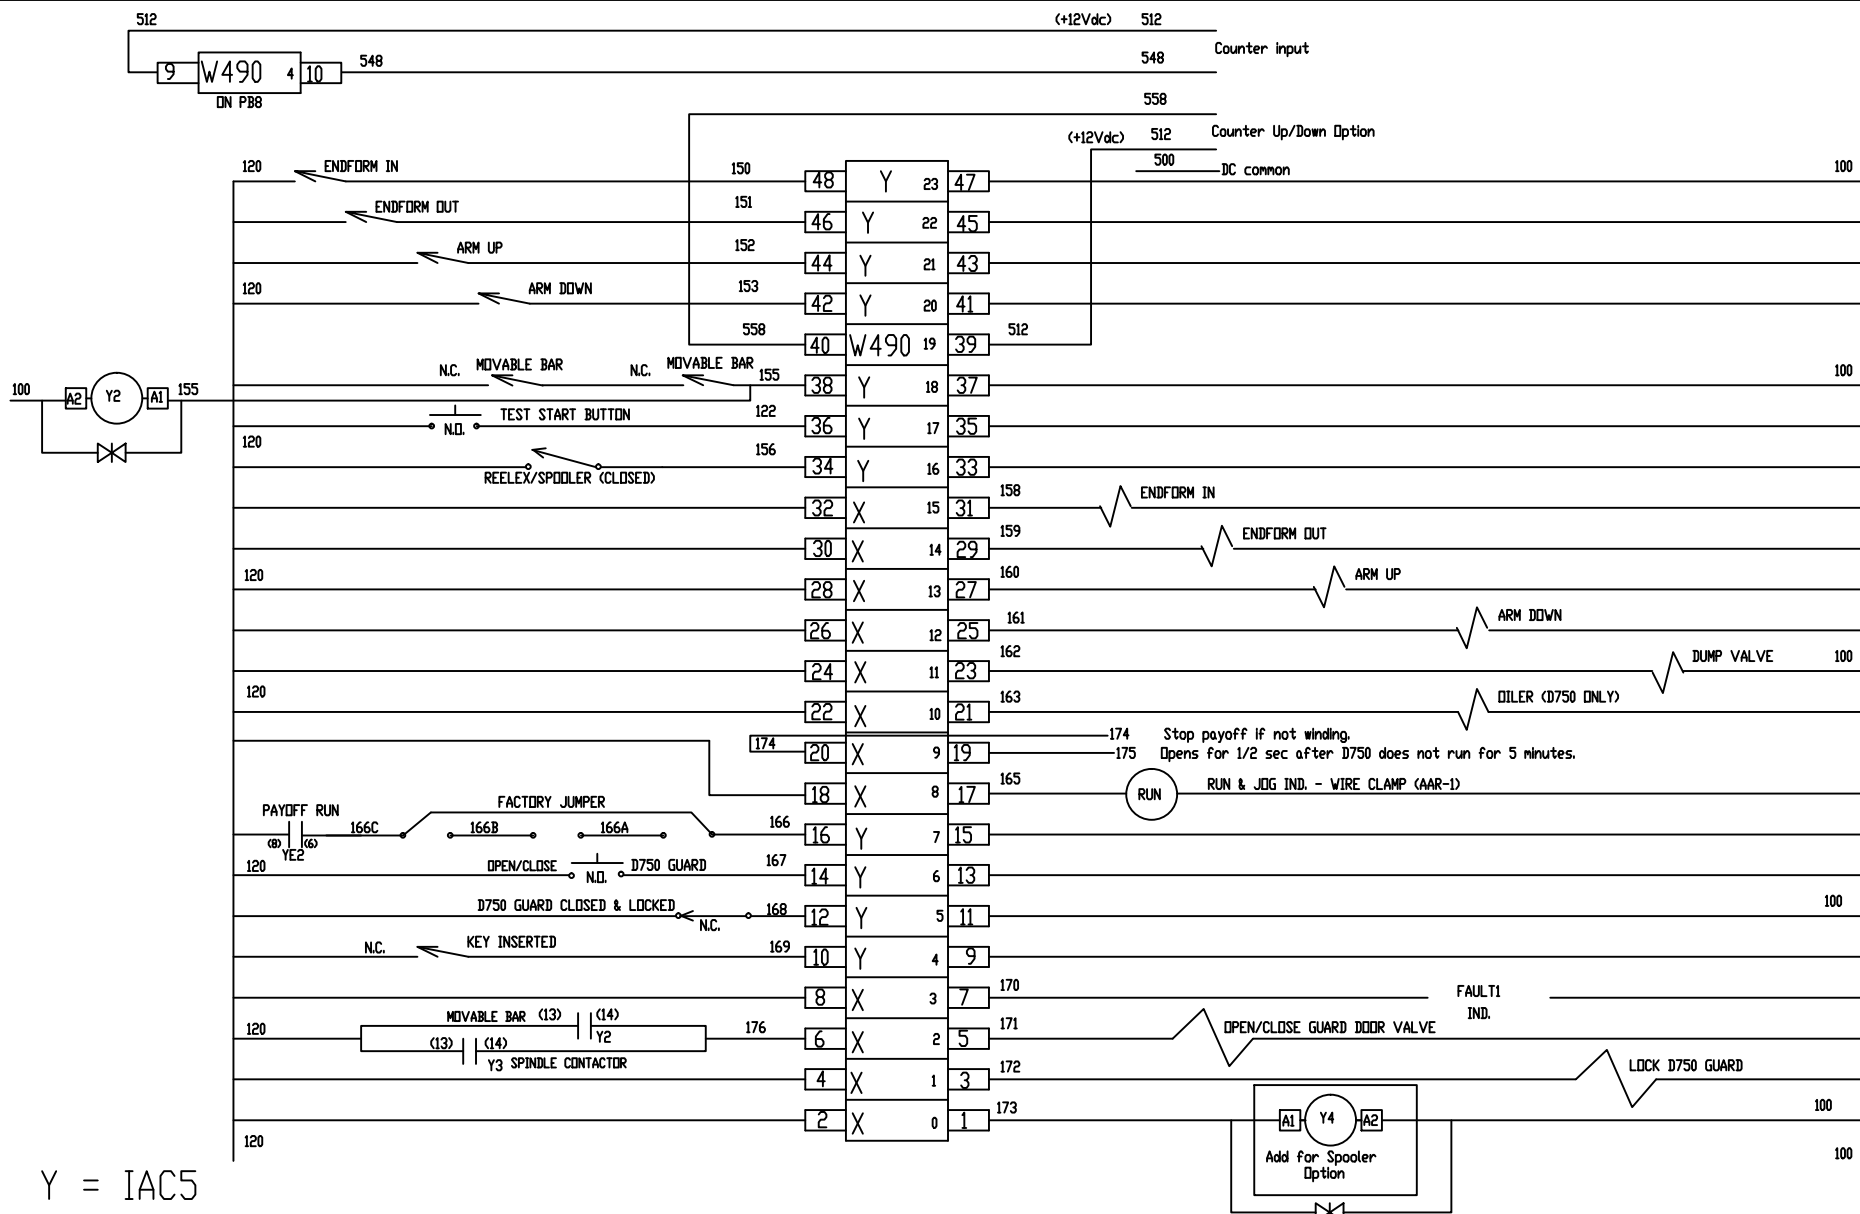 512 (+12Vdc) 512
Counter input
9 W490 4 10 548 548
ON PB8
558
(+12Vdc) 512 Counter Up/Down Option
500 DC common
120 ENDFORM IN 150 48 Y 23 47 100
ENDFORM OUT 151 46 Y 22 45
ARM UP 152 44 Y 21 43
120 ARM DOWN 153 42 Y 20 41
558 40 W490 19 39 512
N.C. MOVABLE BAR N.C. MOVABLE BAR 155 38 Y 18 37 100
100 A2 Y2 A1 155
TEST START BUTTON 122 36 Y 17 35
N.O.
120 156 34 Y 16 33
REELEX/SPOOLER (CLOSED)
32 X 15 31 158 ENDFORM IN
30 X 14 29 159 ENDFORM OUT
120 28 X 13 27 160 ARM UP
26 X 12 25 161 ARM DOWN
24 X 11 23 162 DUMP VALVE 100
120 22 X 10 21 163 OILER (D750 ONLY)
174 Stop payoff if not winding.
174 20 X 9 19 175 Opens for 1/2 sec after D750 does not run for 5 minutes.
18 X 8 17 165 RUN RUN & JOG IND. - WIRE CLAMP (AAR-1)
PAYOFF RUN FACTORY JUMPER
166C 166B 166A 166 16 Y 7 15
(8) (6)
YE2
120 OPEN/CLOSE N.O. D750 GUARD 167 14 Y 6 13
D750 GUARD CLOSED & LOCKED 168 12 Y 5 11 100
N.C.
N.C. KEY INSERTED 169 10 Y 4 9
8 X 3 7 170 FAULT1
IND.
120 MOVABLE BAR (13) (14) 176 6 X 2 5 171 OPEN/CLOSE GUARD DOOR VALVE
Y2
(13) (14)
Y3 SPINDLE CONTACTOR
4 X 1 3 172 LOCK D750 GUARD
2 X 0 1 173 A1 Y4 A2 100
120 Add for Spooler 100
Option
Y = IAC5